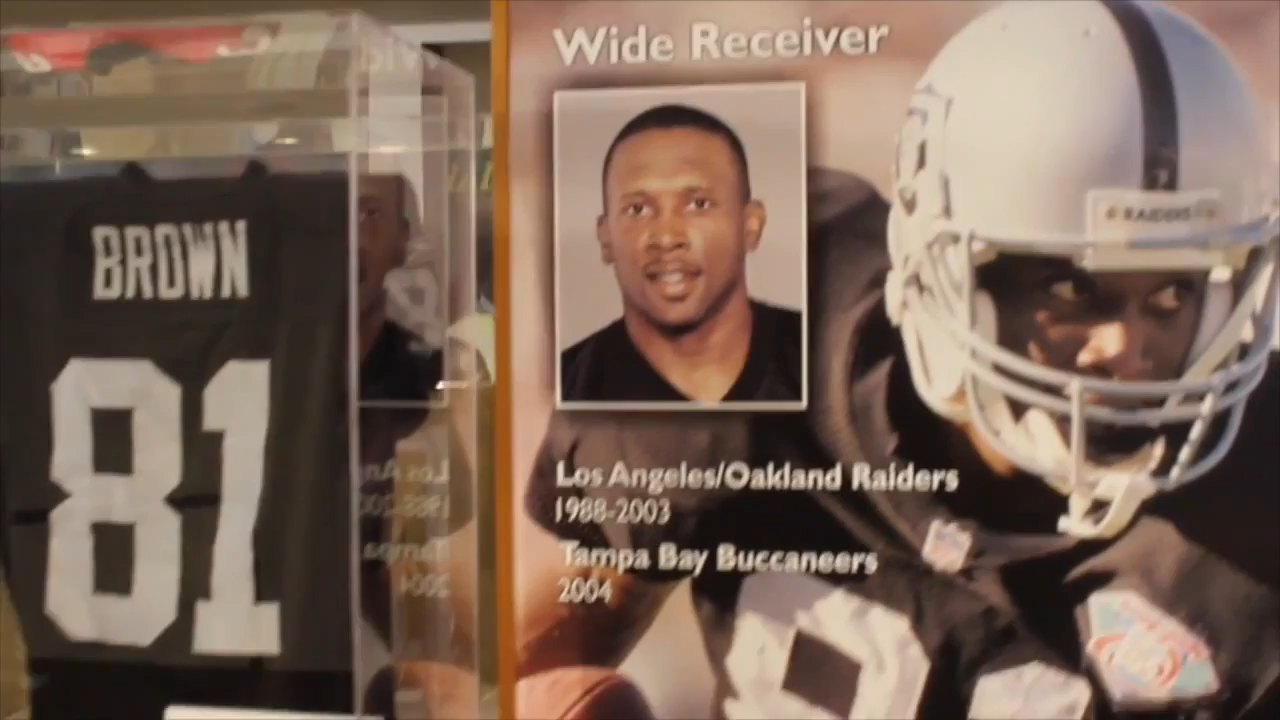 BROWN
81
Wide Receiver
Los Angeles/Oakland Raiders
1988-2003
Tampa Bay Buccaneers
2004
RAIDERS